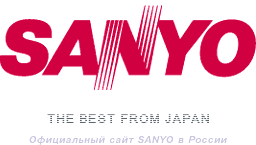 SANYO
THE BEST FROM JAPAN
Официальный сайт SANYO в России